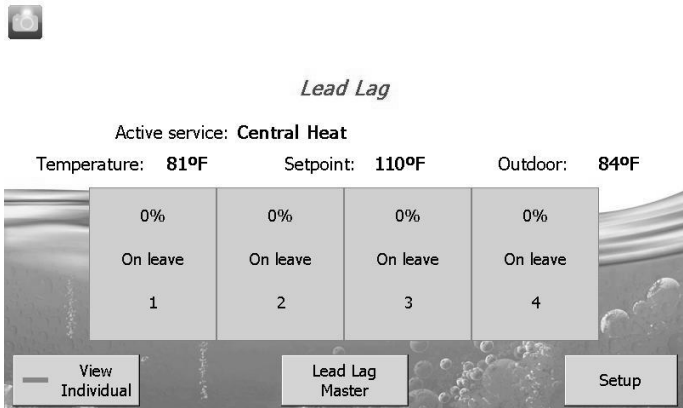 Lead Lag
Active service: Central Heat
Temperature: 81ºF Setpoint: 110ºF Outdoor: 84ºF
0% 0% 0% 0%
On leave On leave On leave On leave
1 2 3 4
View Individual
Lead Lag Master
Setup